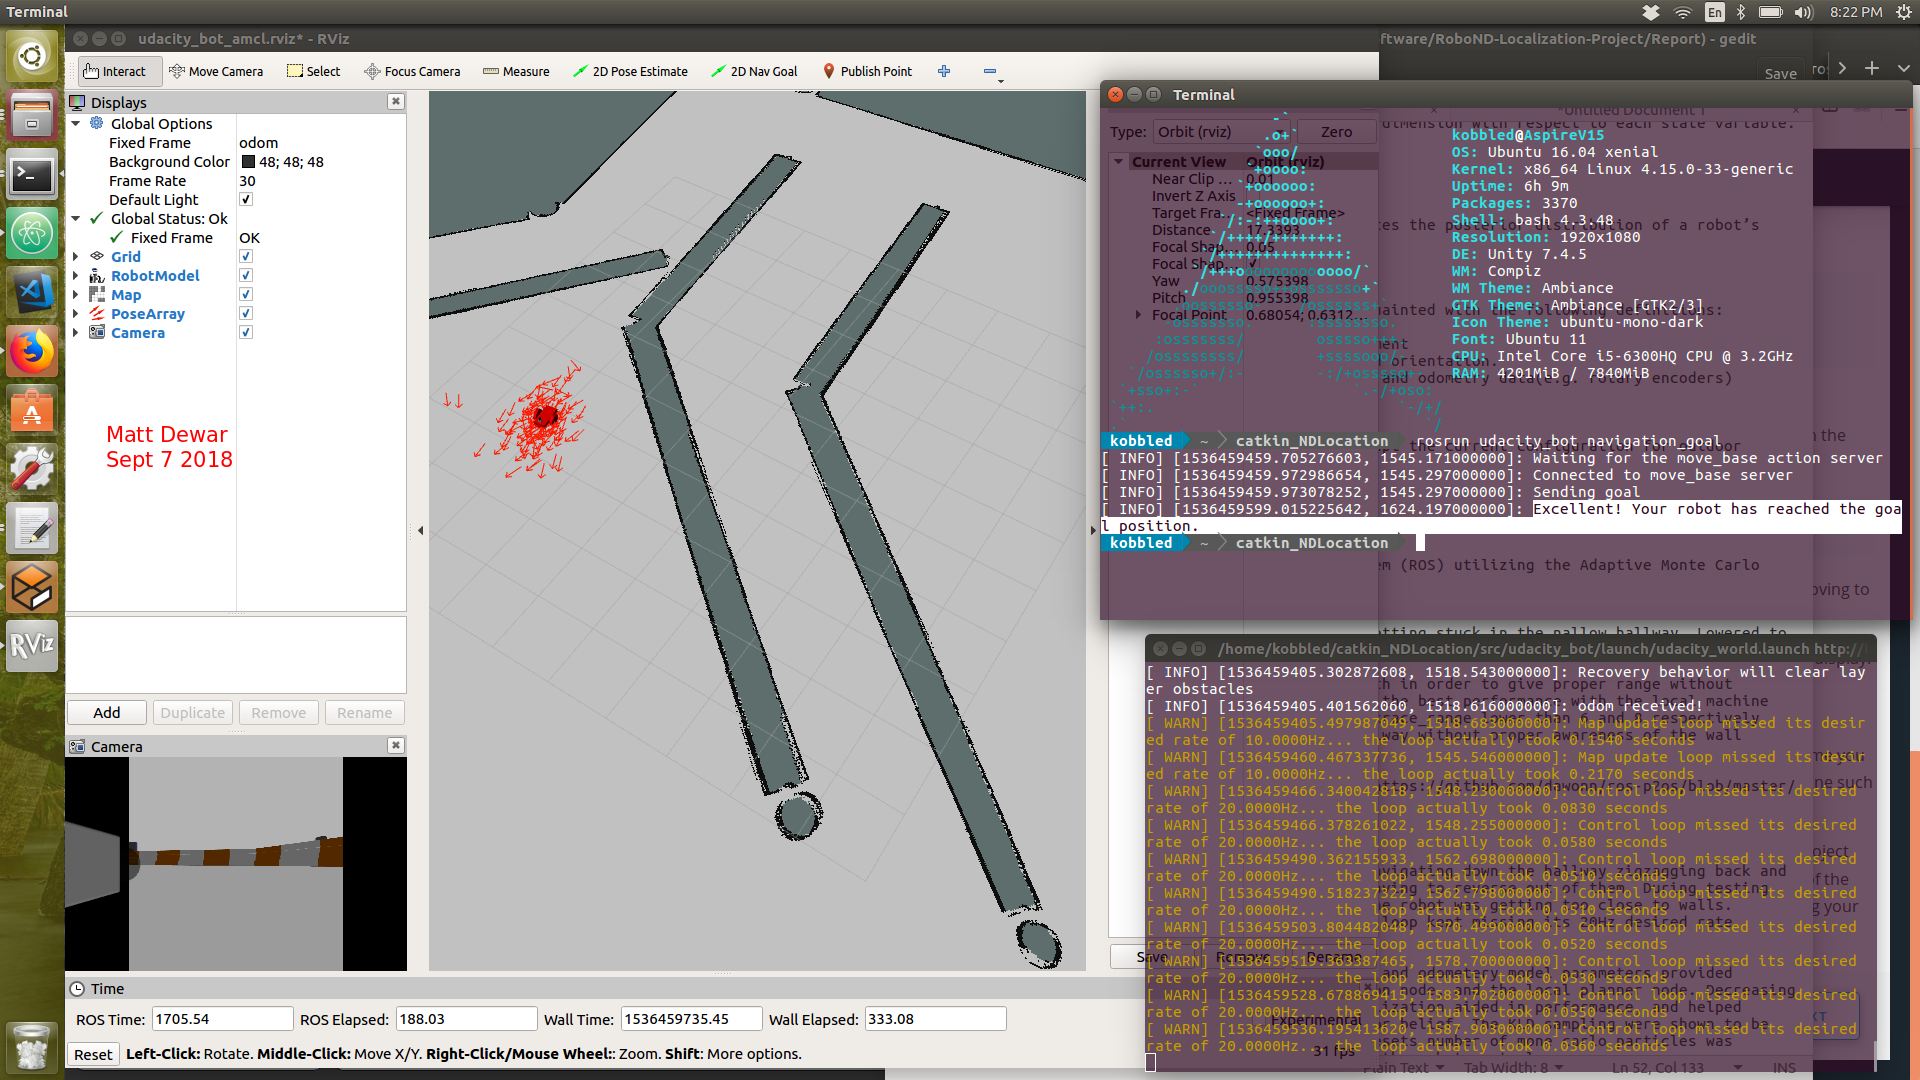 Terminal
En
8:22 PM
udacity_bot_amcl.rviz* - RViz
ftware/RoboND-Localization-Project/Report) - gedit
Interact
Move Camera
Select
Focus Camera
Measure
2D Pose Estimate
2D Nav Goal
Publish Point
Save
Displays
Global Options
Fixed Frame odom
Background Color 48; 48; 48
Frame Rate 30
Default Light
Global Status: Ok
Fixed Frame OK
Grid
RobotModel
Map
PoseArray
Camera
Matt Dewar
Sept 7 2018
Add
Duplicate
Remove
Rename
Camera
Time
ROS Time: 1705.54
ROS Elapsed: 188.03
Wall Time: 1536459735.45
Wall Elapsed: 333.08
Reset
Left-Click: Rotate. Middle-Click: Move X/Y. Right-Click/Mouse Wheel:: Zoom. Shift: More options.
RViz
Terminal
Type: Orbit (rviz) Zero
Current View Orbit (rviz)
Near Clip ... 0.01
Invert Z Axis
Target Fra... <Fixed Frame>
Distance 17.3393
Focal Shap... 0.05
Focal Shap...
Yaw 0.575398
Pitch 0.955398
Focal Point 0.68054; 0.6312...
kobbled@AspireV15
OS: Ubuntu 16.04 xenial
Kernel: x86_64 Linux 4.15.0-33-generic
Uptime: 6h 9m
Packages: 3370
Shell: bash 4.3.48
Resolution: 1920x1080
DE: Unity 7.4.5
WM: Compiz
WM Theme: Ambiance
GTK Theme: Ambiance [GTK2/3]
Icon Theme: ubuntu-mono-dark
Font: Ubuntu 11
CPU: Intel Core i5-6300HQ CPU @ 3.2GHz
RAM: 4201MiB / 7840MiB
kobbled ~ catkin_NDLocation rosrun udacity_bot navigation_goal
[ INFO] [1536459459.705276603, 1545.171000000]: Waiting for the move_base action server
[ INFO] [1536459459.972986654, 1545.297000000]: Connected to move_base server
[ INFO] [1536459459.973078252, 1545.297000000]: Sending goal
[ INFO] [1536459599.015225642, 1624.197000000]: Excellent! Your robot has reached the goa
l position.
kobbled ~ catkin_NDLocation
/home/kobbled/catkin_NDLocation/src/udacity_bot/launch/udacity_world.launch http://
[ INFO] [1536459405.302872608, 1518.543000000]: Recovery behavior will clear lay
er obstacles
[ INFO] [1536459405.401562060, 1518.616000000]: odom received!
[ WARN] [1536459405.497987049, 1518.683000000]: Map update loop missed its desir
ed rate of 10.0000Hz... the loop actually took 0.1540 seconds
[ WARN] [1536459460.467337736, 1545.546000000]: Map update loop missed its desir
ed rate of 10.0000Hz... the loop actually took 0.2170 seconds
[ WARN] [1536459466.340042818, 1548.230000000]: Control loop missed its desired
rate of 20.0000Hz... the loop actually took 0.0830 seconds
[ WARN] [1536459466.378261022, 1548.255000000]: Control loop missed its desired
rate of 20.0000Hz... the loop actually took 0.0580 seconds
[ WARN] [1536459490.362155933, 1562.698000000]: Control loop missed its desired
rate of 20.0000Hz... the loop actually took 0.0510 seconds
[ WARN] [1536459490.518237322, 1562.798000000]: Control loop missed its desired
rate of 20.0000Hz... the loop actually took 0.0510 seconds
[ WARN] [1536459503.804482048, 1570.499000000]: Control loop missed its desired
rate of 20.0000Hz... the loop actually took 0.0520 seconds
[ WARN] [1536459519.363387465, 1578.700000000]: Control loop missed its desired
rate of 20.0000Hz... the loop actually took 0.0530 seconds
[ WARN] [1536459528.678869415, 1583.702000000]: Control loop missed its desired
rate of 20.0000Hz... the loop actually took 0.0550 seconds
[ WARN] [1536459536.195413620, 1587.903000000]: Control loop missed its desired
rate of 20.0000Hz... the loop actually took 0.0560 seconds
31 fps
Plain Text
Tab Width: 8
Ln 52, Col 133
INS